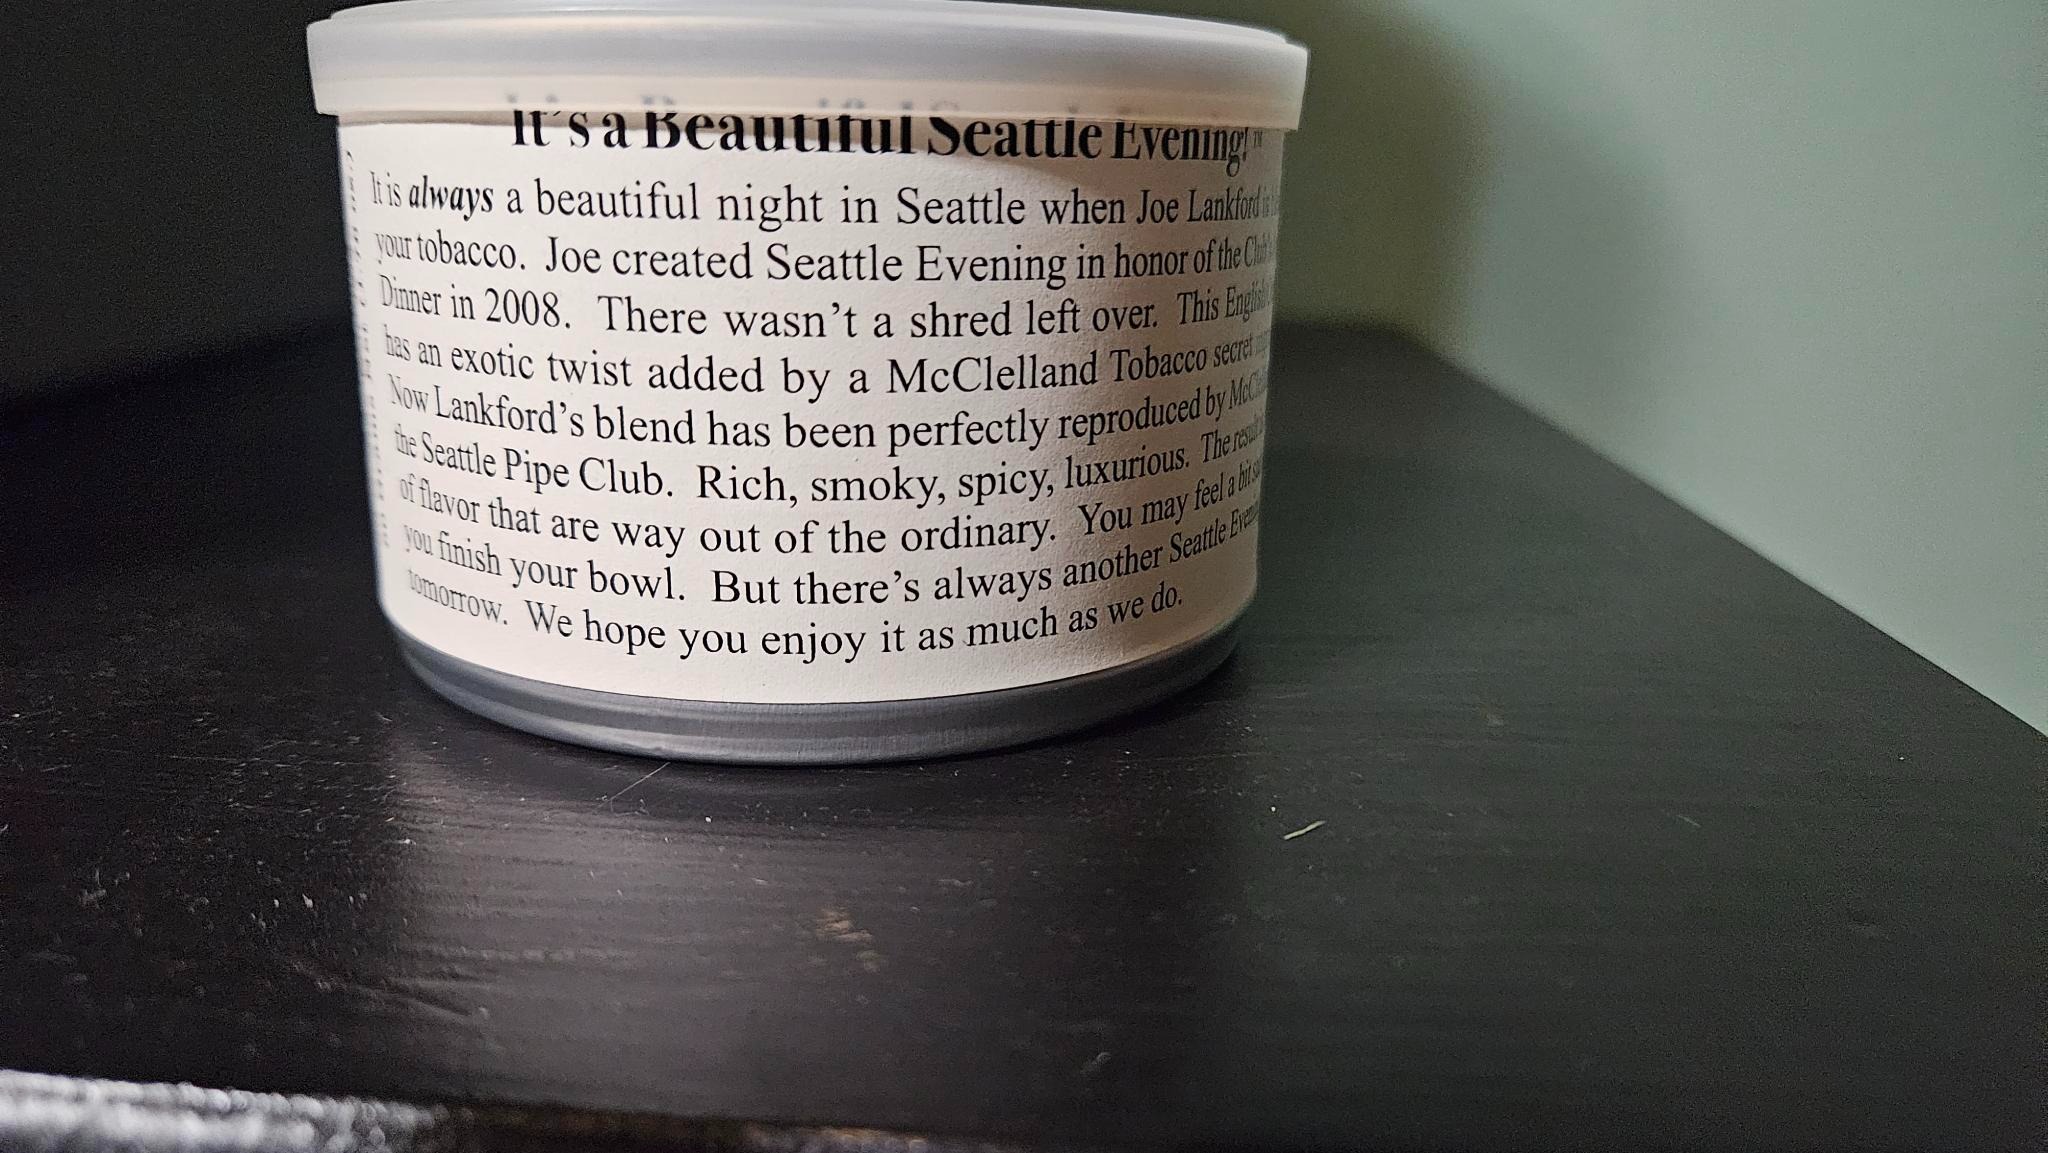 It's a Beautiful Seattle Evening! ™
It is always a beautiful night in Seattle when Joe Lankford
your tobacco. Joe created Seattle Evening in honor of the
Dinner in 2008. There wasn't a shred left over. This English
has an exotic twist added by a McClelland Tobacco secret
Now Lankford's blend has been perfectly reproduced by
the Seattle Pipe Club. Rich, smoky, spicy, luxurious. The
of flavor that are way out of the ordinary. You may feel a bit
you finish your bowl. But there's always another Seattle
tomorrow. We hope you enjoy it as much as we do.